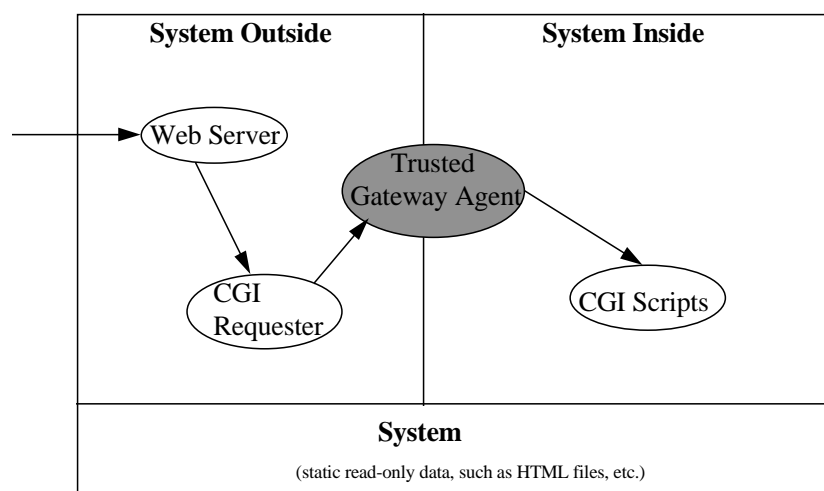 System Outside
System Inside
Web Server
Trusted
Gateway Agent
CGI
Requester
CGI Scripts
System
(static read-only data, such as HTML files, etc.)